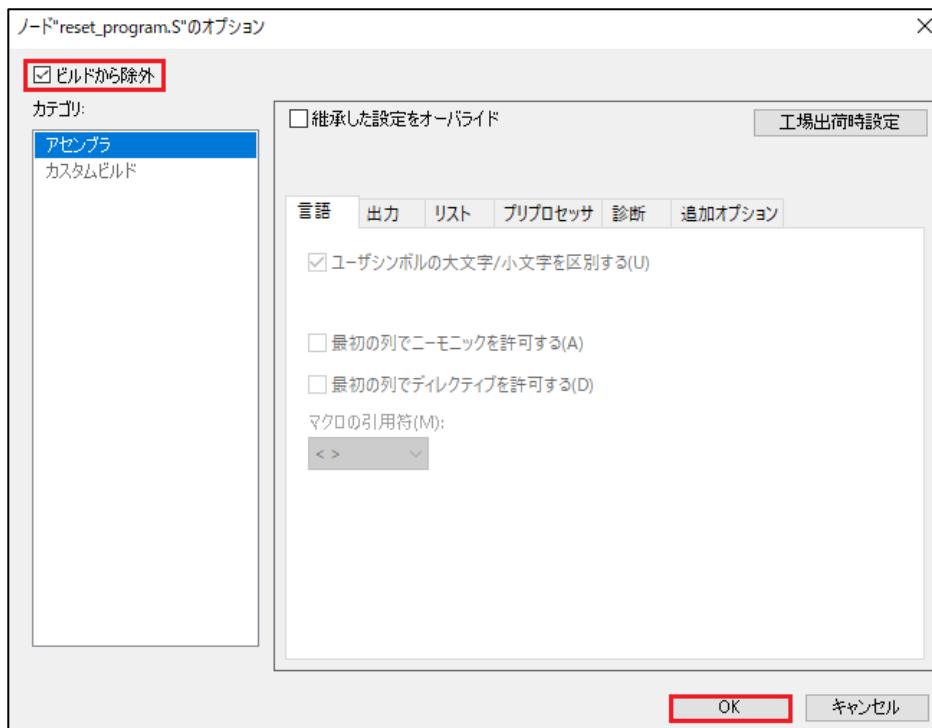 ノード"reset_program.S"のオプション
ビルドから除外
カテゴリ:
アセンブラ
カスタムビルド
継承した設定をオーバライド
工場出荷時設定
言語 出力 リスト プリプロセッサ 診断 追加オプション
ユーザシンボルの大文字/小文字を区別する(U)
最初の列でニーモニックを許可する(A)
最初の列でディレクティブを許可する(D)
マクロの引用符(M):
< >
OK キャンセル